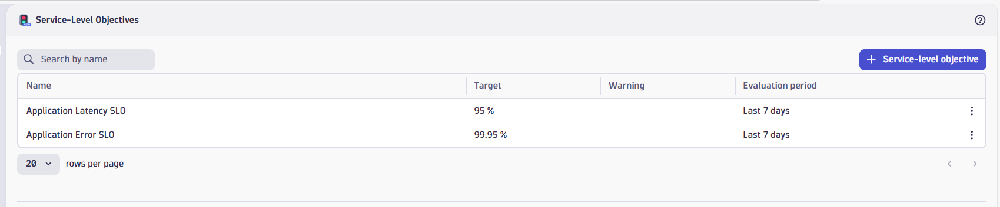 Service-Level Objectives
Search by name
Service-level objective
Name Target Warning Evaluation period
Application Latency SLO 95 % Last 7 days
Application Error SLO 99.95 % Last 7 days
20 rows per page